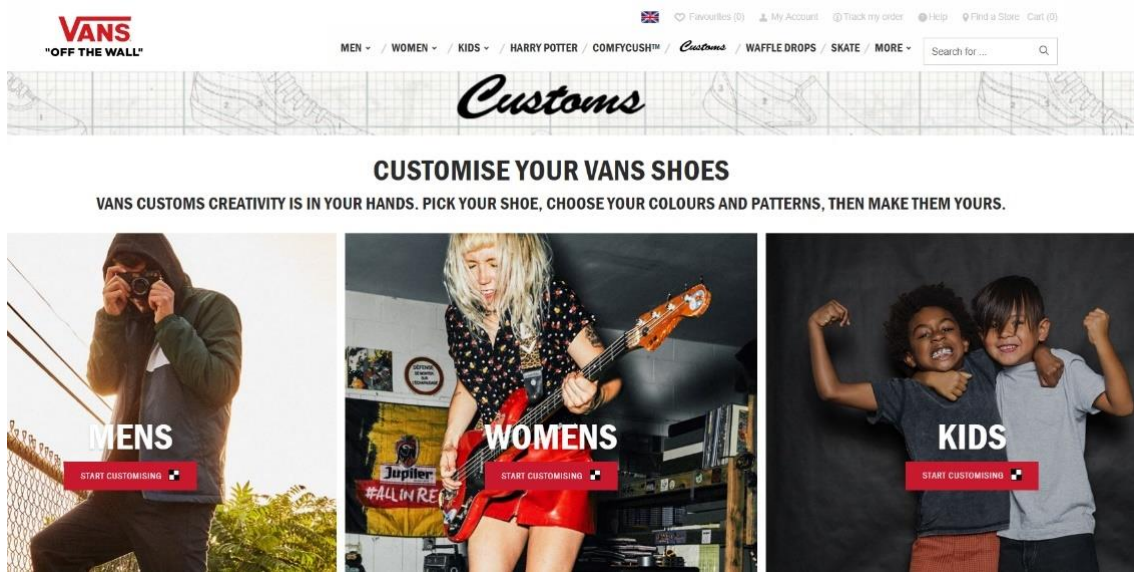 Favourites (0) My Account Track my order Help Find a Store Cart (0)
VANS
"OFF THE WALL"
MEN / WOMEN / KIDS / HARRY POTTER / COMFYCUSH™ / Customs / WAFFLE DROPS / SKATE / MORE
Search for ...
Customs
CUSTOMISE YOUR VANS SHOES
VANS CUSTOMS CREATIVITY IS IN YOUR HANDS. PICK YOUR SHOE, CHOOSE YOUR COLOURS AND PATTERNS, THEN MAKE THEM YOURS.
DÉFENSE
Jupiler
#ALL IN RE
MENS
START CUSTOMISING
WOMENS
START CUSTOMISING
KIDS
START CUSTOMISING